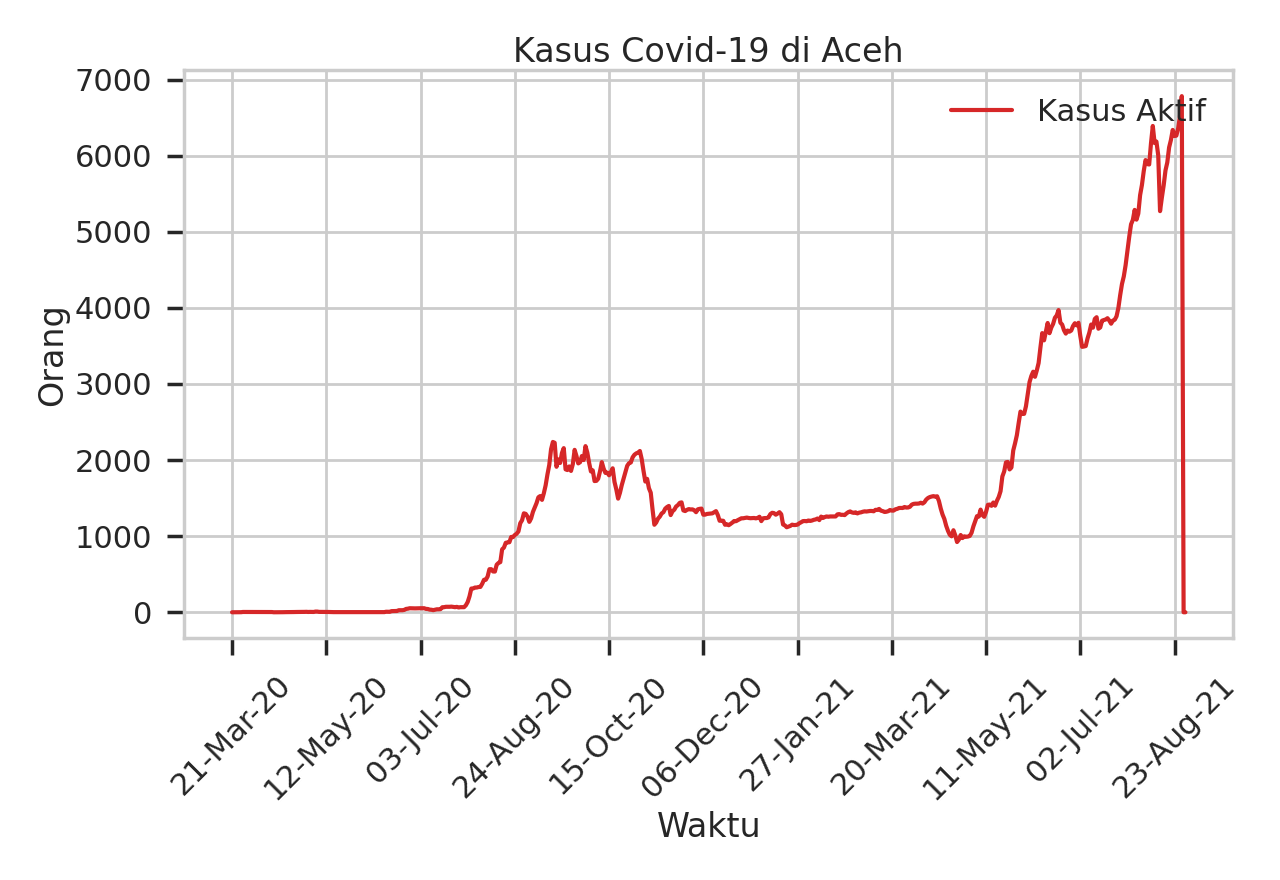 Kasus Covid-19 di Aceh
Kasus Aktif
Orang
7000
6000
5000
4000
3000
2000
1000
0
21-Mar-20
12-May-20
03-Jul-20
24-Aug-20
15-Oct-20
06-Dec-20
27-Jan-21
20-Mar-21
11-May-21
02-Jul-21
23-Aug-21
Waktu